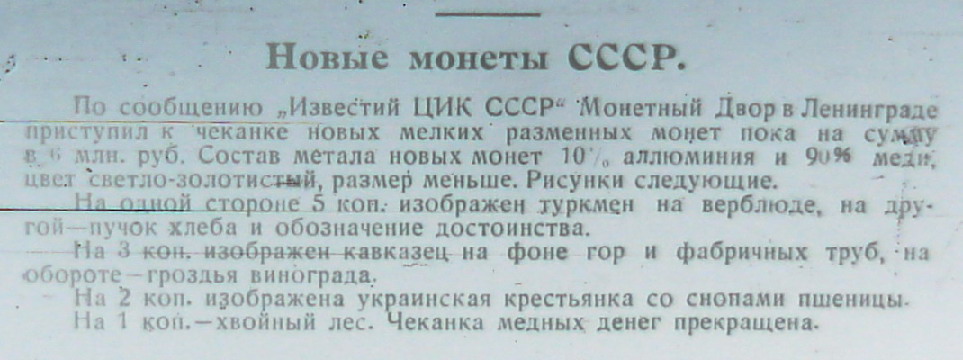 Новые монеты СССР.
По сообщению „Известий ЦИК СССР“ Монетный Двор в Ленинграде
приступил к чеканке новых мелких разменных монет пока на сумму
в 6 млн. руб. Состав метала новых монет 10% аллюминия и 90% меди,
цвет светло-золотистый, размер меньше. Рисунки следующие.
На одной стороне 5 коп. изображен туркмен на верблюде, на дру-
гой—пучок хлеба и обозначение достоинства.
На 3 коп. изображен кавказец на фоне гор и фабричных труб, на
обороте—гроздья винограда.
На 2 коп. изображена украинская крестьянка со снопами пшеницы.
На 1 коп.—хвойный лес. Чеканка медных денег прекращена.